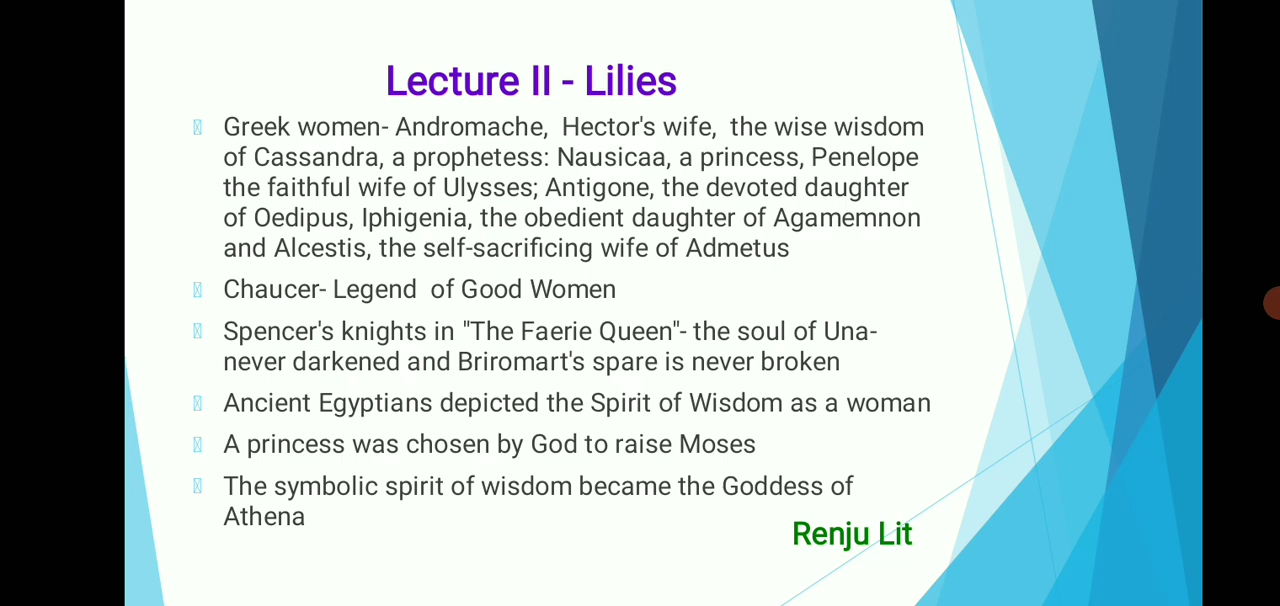 Lecture II - Lilies
Greek women- Andromache, Hector's wife, the wise wisdom
of Cassandra, a prophetess: Nausicaa, a princess, Penelope
the faithful wife of Ulysses; Antigone, the devoted daughter
of Oedipus, Iphigenia, the obedient daughter of Agamemnon
and Alcestis, the self-sacrificing wife of Admetus
Chaucer- Legend of Good Women
Spencer's knights in "The Faerie Queen"- the soul of Una-
never darkened and Briromart's spare is never broken
Ancient Egyptians depicted the Spirit of Wisdom as a woman
A princess was chosen by God to raise Moses
The symbolic spirit of wisdom became the Goddess of
Athena
Renju Lit